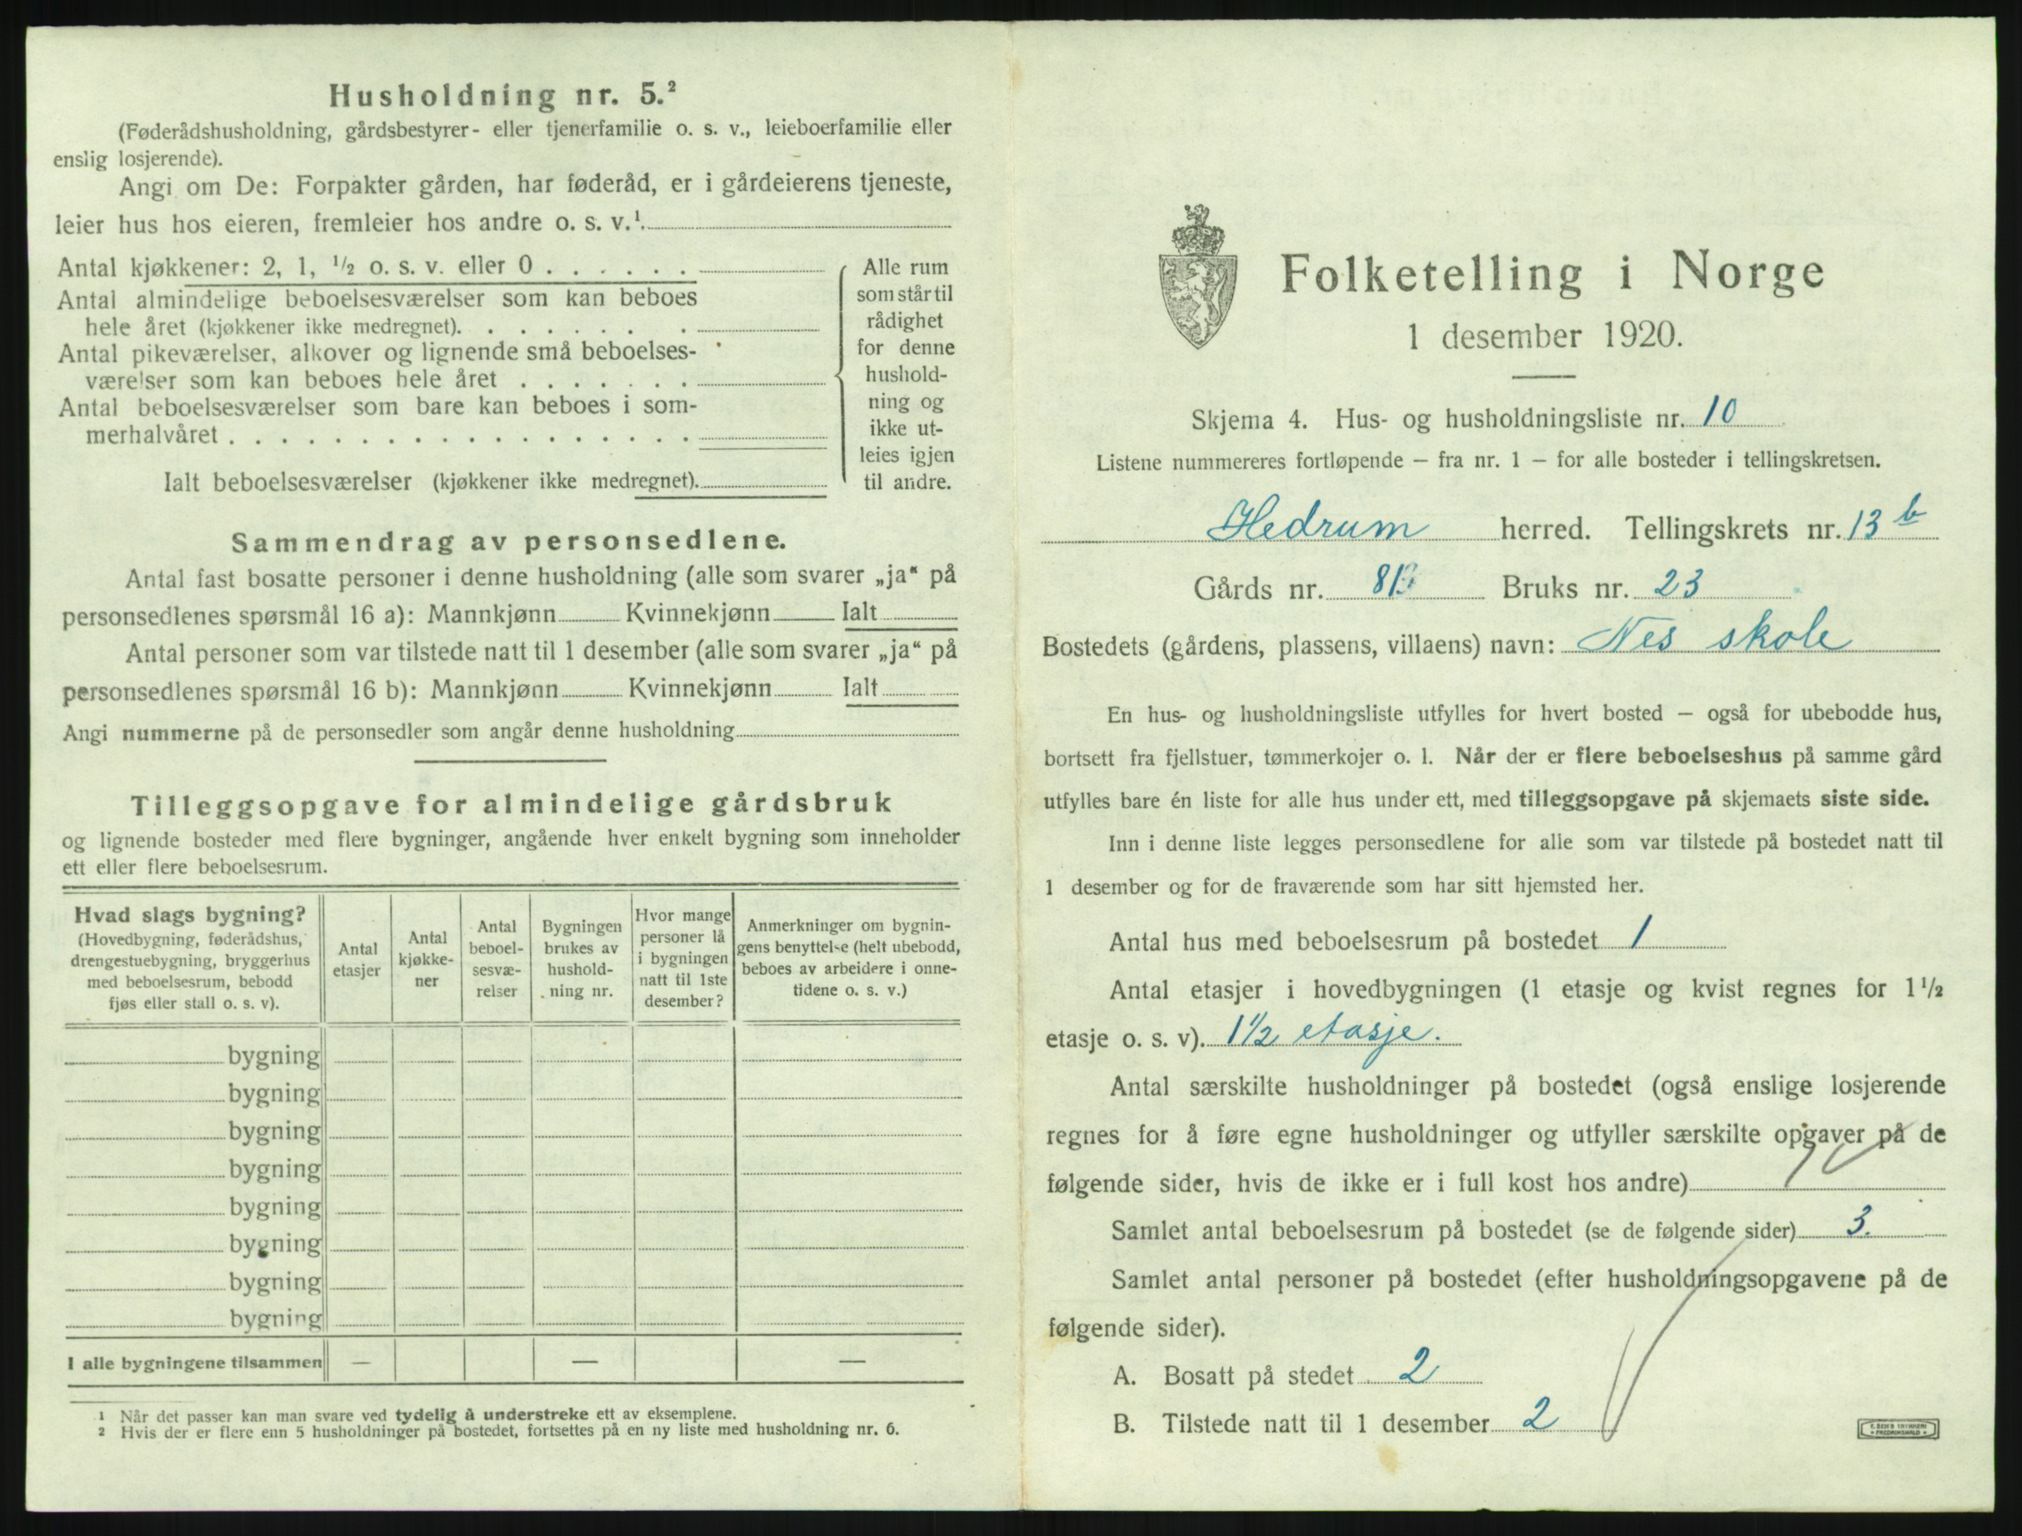 Husholdning nr. 5.²
(Føderådshusholdning, gårdsbestyrer- eller tjenerfamilie o. s. v., leieboerfamilie eller
enslig losjerende).
Angi om De: Forpakter gården, har føderåd, er i gårdeierens tjeneste,
leier hus hos eieren, fremleier hos andre o. s. v.¹
Antal kjøkkener: 2, 1, ½ o. s. v. eller 0 . . . . . .
Antal almindelige beboelsesværelser som kan beboes
hele året (kjøkkener ikke medregnet). . . . . . . .
Antal pikeværelser, alkover og lignende små beboelses-
værelser som kan beboes hele året . . . . . . .
Antal beboelsesværelser som bare kan beboes i som-
merhalvåret . . . . . . . . . . . . . . . . . .
Ialt beboelsesværelser (kjøkkener ikke medregnet).
Alle rum
som står til
rådighet
for denne
hushold-
ning og
ikke ut-
leies igjen
til andre.
Sammendrag av personsedlene.
Antal fast bosatte personer i denne husholdning (alle som svarer „ja“ på
personsedlenes spørsmål 16 a): Mannkjønn Kvinnekjønn Ialt
Antal personer som var tilstede natt til 1 desember (alle som svarer „ja“ på
personsedlenes spørsmål 16 b): Mannkjønn Kvinnekjønn Ialt
Angi nummerne på de personsedler som angår denne husholdning
Tilleggsopgave for almindelige gårdsbruk
og lignende bosteder med flere bygninger, angående hver enkelt bygning som inneholder
ett eller flere beboelsesrum.
Hvad slags bygning?
(Hovedbygning, føderådshus,
drengestuebygning, bryggerhus
med beboelsesrum, bebodd
fjøs eller stall o. s. v).
Antal
etasjer
Antal
kjøkke-
ner
Antal
beboel-
sesvæ-
relser
Bygningen
brukes av
hushold-
ning nr.
Hvor mange
personer lå
i bygningen
natt til 1ste
desember?
Anmerkninger om bygnin-
gens benyttelse (helt ubebodd,
beboes av arbeidere i onne-
tidene o. s. v.)
bygning
bygning
bygning
bygning
bygning
bygning
bygning
bygning
I alle bygningene tilsammen — — —
¹ Når det passer kan man svare ved tydelig å understreke ett av eksemplene.
² Hvis der er flere enn 5 husholdninger på bostedet, fortsettes på en ny liste med husholdning nr. 6.
Folketelling i Norge
1 desember 1920.
Skjema 4. Hus- og husholdningsliste nr. 10
Listene nummereres fortløpende — fra nr. 1 — for alle bosteder i tellingskretsen.
Hedrum herred. Tellingskrets nr. 13 b
Gårds nr. Bruks nr. 23
Bostedets (gårdens, plassens, villaens) navn: Nes skole
En hus- og husholdningsliste utfylles for hvert bosted — også for ubebodde hus,
bortsett fra fjellstuer, tømmerkojer o. l. Når der er flere beboelseshus på samme gård
utfylles bare én liste for alle hus under ett, med tilleggsopgave på skjemaets siste side.
Inn i denne liste legges personsedlene for alle som var tilstede på bostedet natt til
1 desember og for de fraværende som har sitt hjemsted her.
Antal hus med beboelsesrum på bostedet 1
Antal etasjer i hovedbygningen (1 etasje og kvist regnes for 1½
etasje o. s. v). 1½ etasje.
Antal særskilte husholdninger på bostedet (også enslige losjerende
regnes for å føre egne husholdninger og utfyller særskilte opgaver på de
følgende sider, hvis de ikke er i full kost hos andre)
Samlet antal beboelsesrum på bostedet (se de følgende sider) 3.
Samlet antal personer på bostedet (efter husholdningsopgavene på de
følgende sider).
A. Bosatt på stedet 2
B. Tilstede natt til 1 desember 2